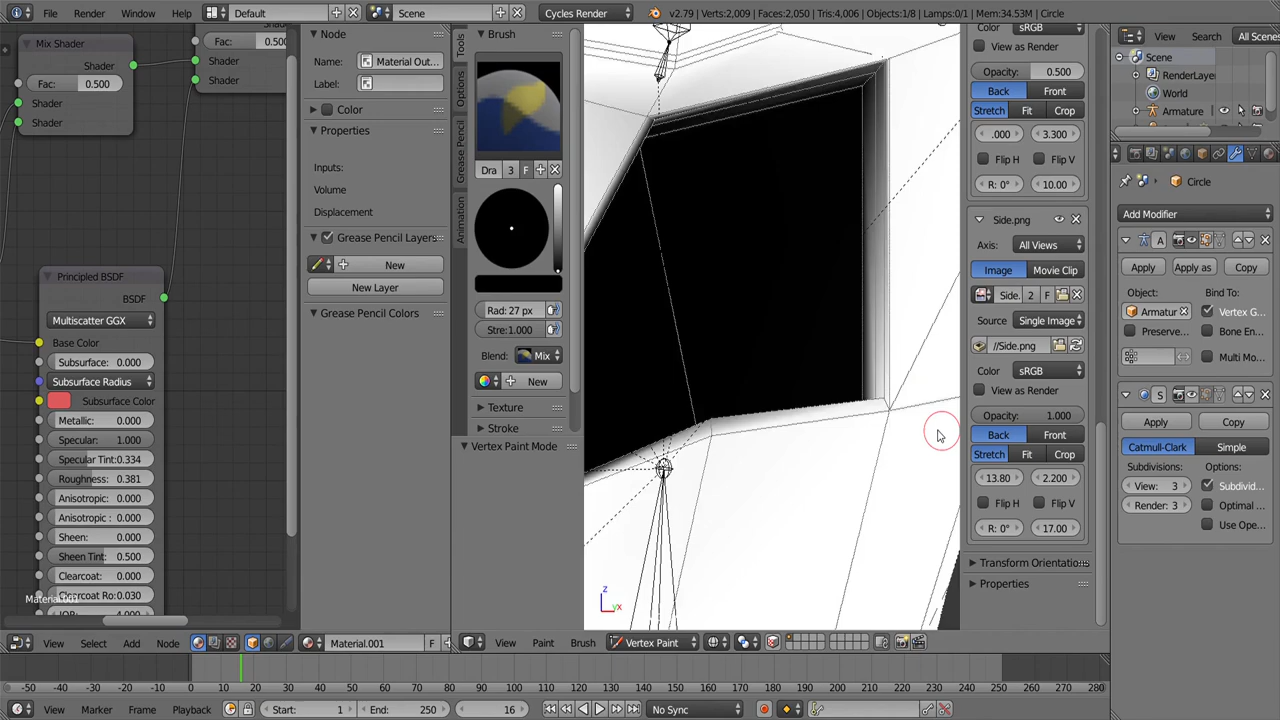 File
Render
Window
Help
Default
Scene
Cycles Render
v2.79 | Verts:2,009 | Faces:2,050 | Tris:4,006 | Objects:1/8 | Lamps:0/1 | Mem:34.53M | Circle
Mix Shader
Shader
Fac: 0.500
Shader
Shader
Fac: 0.500
Shader
Shader
Principled BSDF
BSDF
Multiscatter GGX
Base Color
Subsurface: 0.000
Subsurface Radius
Subsurface Color
Metallic: 0.000
Specular: 1.000
Specular Tint:0.334
Roughness: 0.381
Anisotropic: 0.000
Anisotropic : 0.000
Sheen: 0.000
Sheen Tint: 0.500
Clearcoat: 0.000
Clearcoat Ro:0.030
IOR: 4.000
View
Select
Add
Node
Material.001
F
Node
Name: Material Out...
Label:
Color
Properties
Inputs:
Volume
Displacement
Grease Pencil Layers
New
New Layer
Grease Pencil Colors
Tools
Options
Grease Pencil
Animation
Brush
Dra 3 F
Rad: 27 px
Stre:1.000
Blend: Mix
New
Texture
Stroke
Vertex Paint Mode
View
Paint
Brush
Vertex Paint
Color sRGB
View as Render
Opacity: 0.500
Back Front
Stretch Fit Crop
.000 3.300
Flip H Flip V
R: 0° 10.00
Side.png
Axis: All Views
Image Movie Clip
Side. 2 F
Source Single Image
//Side.png
Color sRGB
View as Render
Opacity: 1.000
Back Front
Stretch Fit Crop
13.80 2.200
Flip H Flip V
R: 0° 17.00
Transform Orientations
Properties
View Search All Scenes
Scene
RenderLayer
World
Armature
Circle
Add Modifier
A
Apply Apply as Copy
Object: Bind To:
Armatur Vertex G...
Preserve... Bone En...
Multi Mo...
S
Apply Copy
Catmull-Clark Simple
Subdivisions: Options:
View: 3 Subdivid...
Render: 3 Optimal ...
Use Ope...
-50 -40 -30 -20 -10 0 10 20 30 40 50 60 70 80 90 100 110 120 130 140 150 160 170 180 190 200 210 220 230 240 250 260 270 280
View
Marker
Frame
Playback
Start: 1
End: 250
16
No Sync